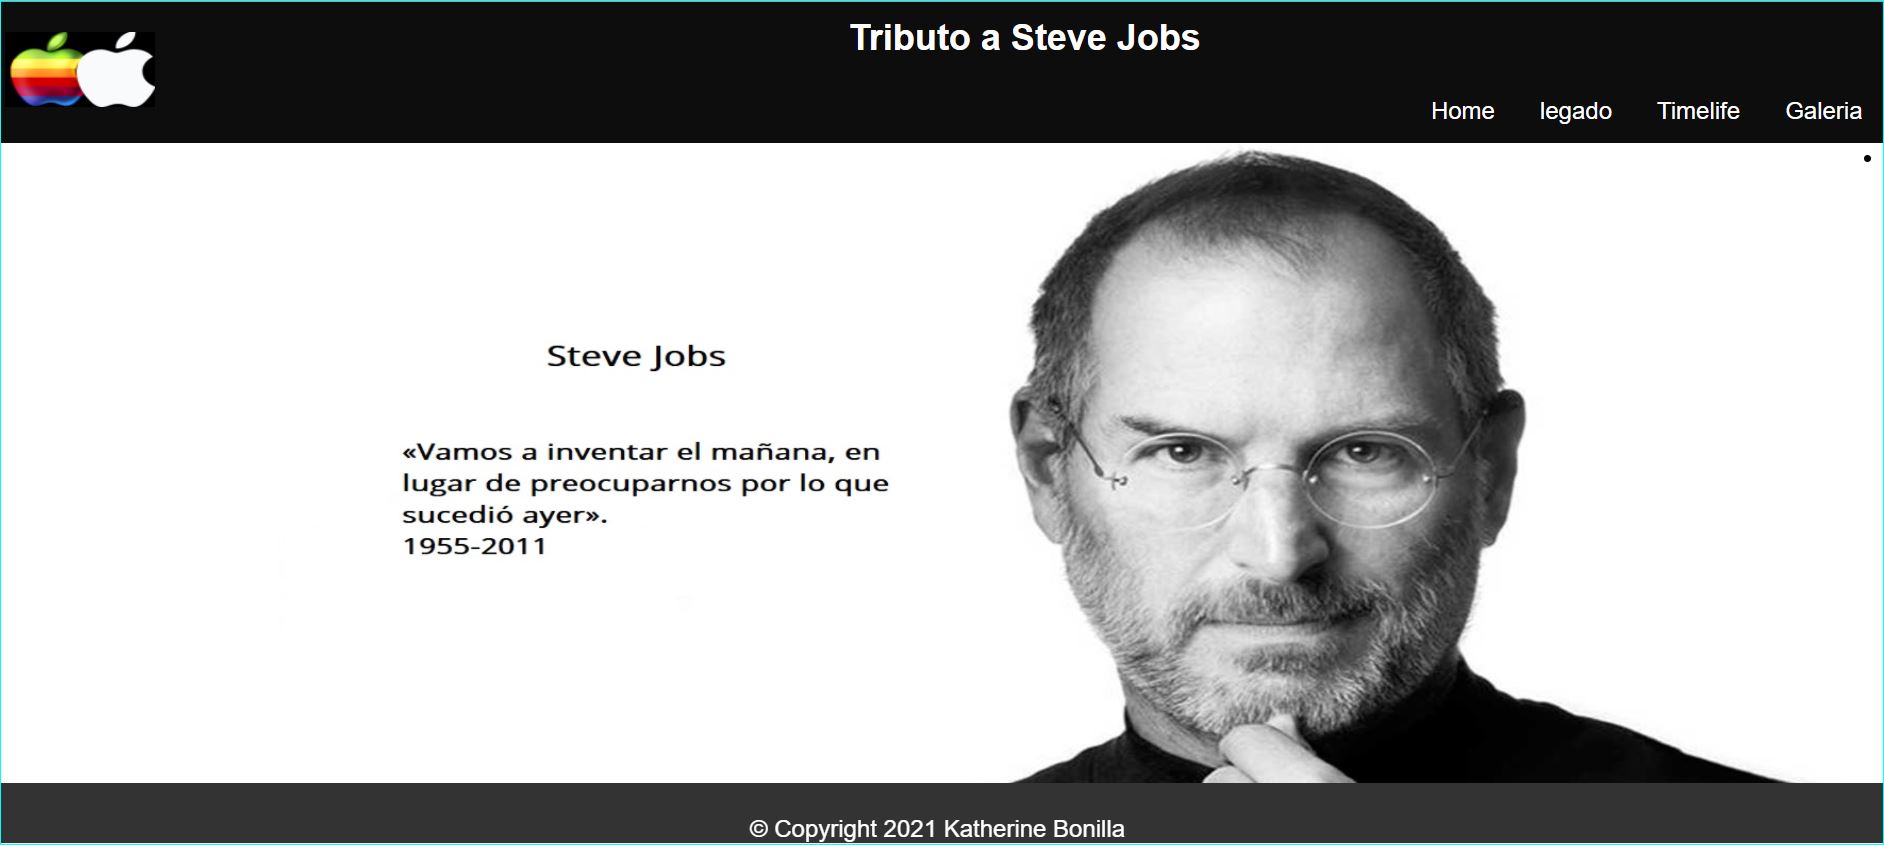 Tributo a Steve Jobs
Home legado Timelife Galeria
Steve Jobs
«Vamos a inventar el mañana, en
lugar de preocuparnos por lo que
sucedió ayer».
1955-2011
© Copyright 2021 Katherine Bonilla